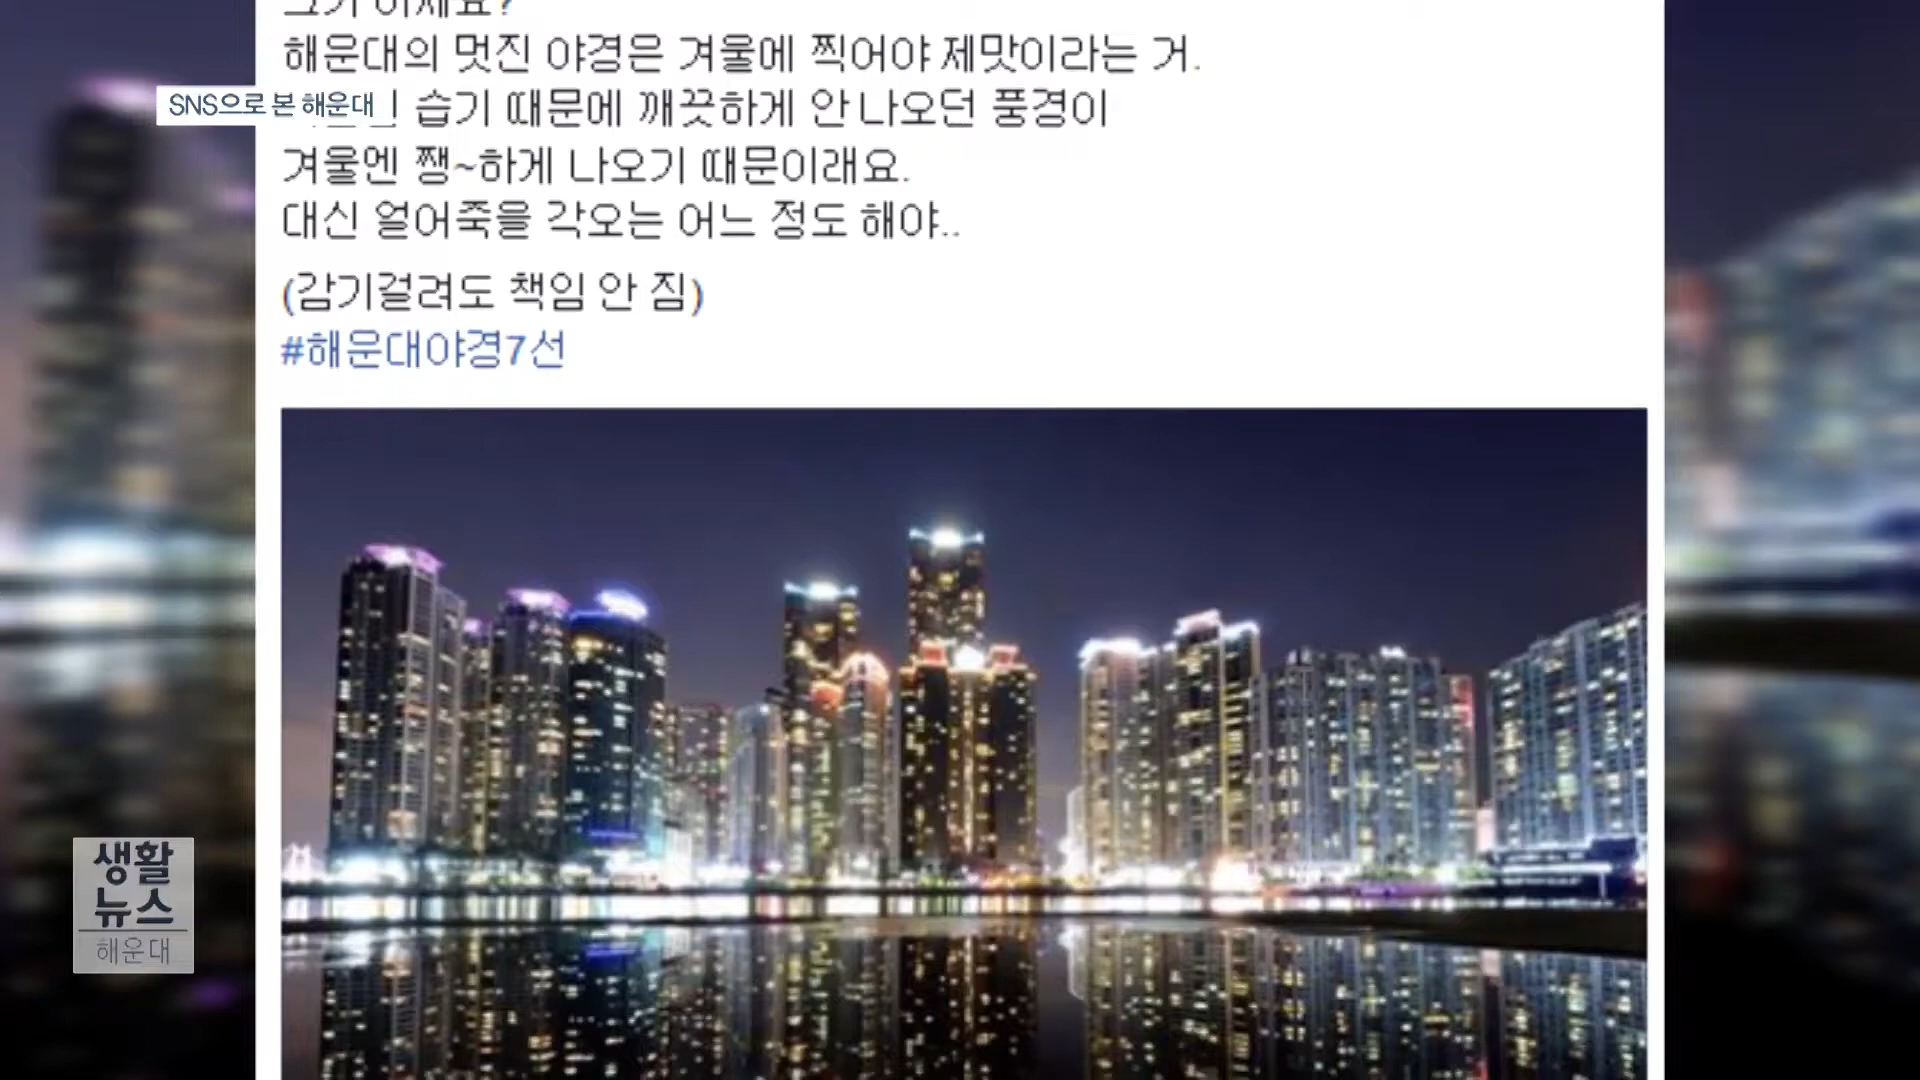 해운대의 멋진 야경은 겨울에 찍어야 제맛이라는 거.
SNS으로 본 해운대
습기 때문에 깨끗하게 안 나오던 풍경이
겨울엔 쨍~하게 나오기 때문이래요.
대신 얼어죽을 각오는 어느 정도 해야..
(감기걸려도 책임 안 짐)
#해운대야경7선
생활
뉴스
해운대